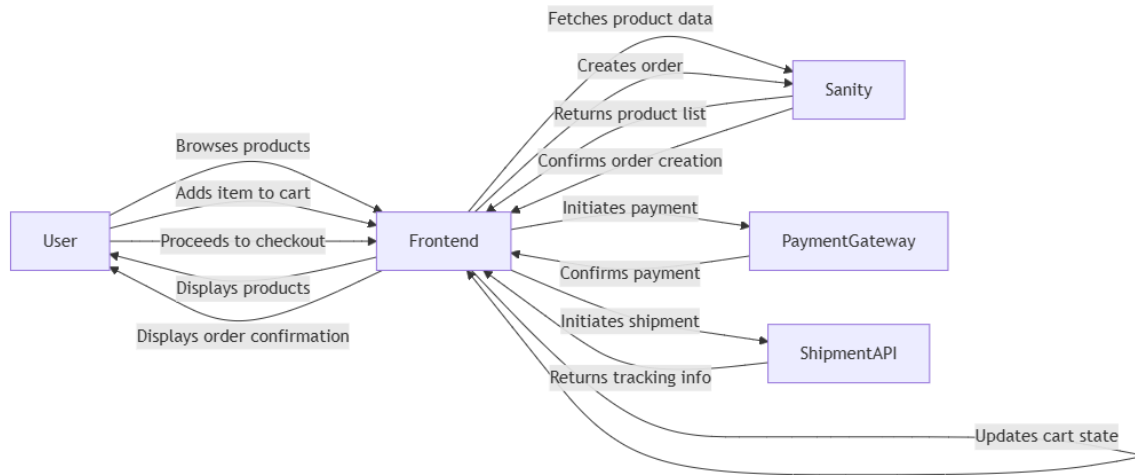 Fetches product data
Creates order
Sanity
Returns product list
Browses products
Confirms order creation
Adds item to cart
Initiates payment
User
Proceeds to checkout
Frontend
PaymentGateway
Confirms payment
Displays products
Initiates shipment
Displays order confirmation
ShipmentAPI
Returns tracking info
Updates cart state